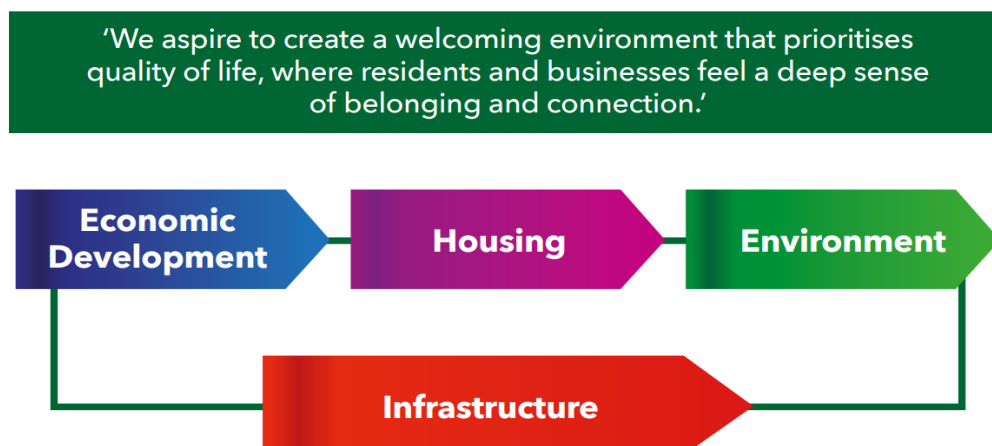 ‘We aspire to create a welcoming environment that prioritises
quality of life, where residents and businesses feel a deep sense
of belonging and connection.’
Economic
Development
Housing
Environment
Infrastructure